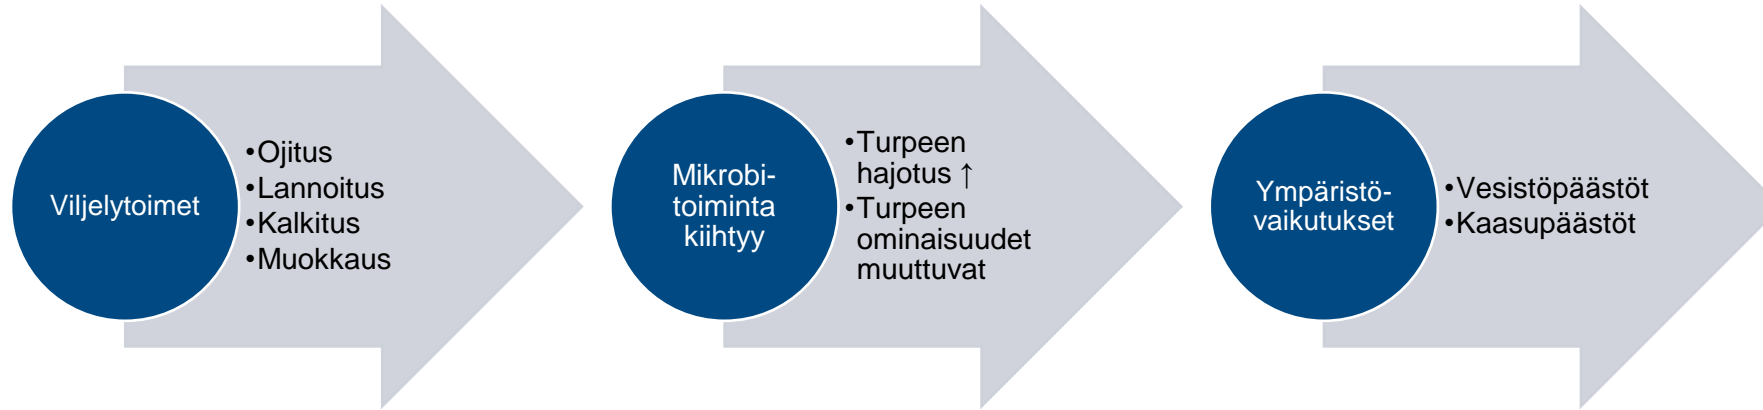 Viljelytoimet
•Ojitus
•Lannoitus
•Kalkitus
•Muokkaus
Mikrobi-
toiminta
kiihtyy
•Turpeen
hajotus ↑
•Turpeen
ominaisuudet
muuttuvat
Ympäristö-
vaikutukset
•Vesistöpäästöt
•Kaasupäästöt